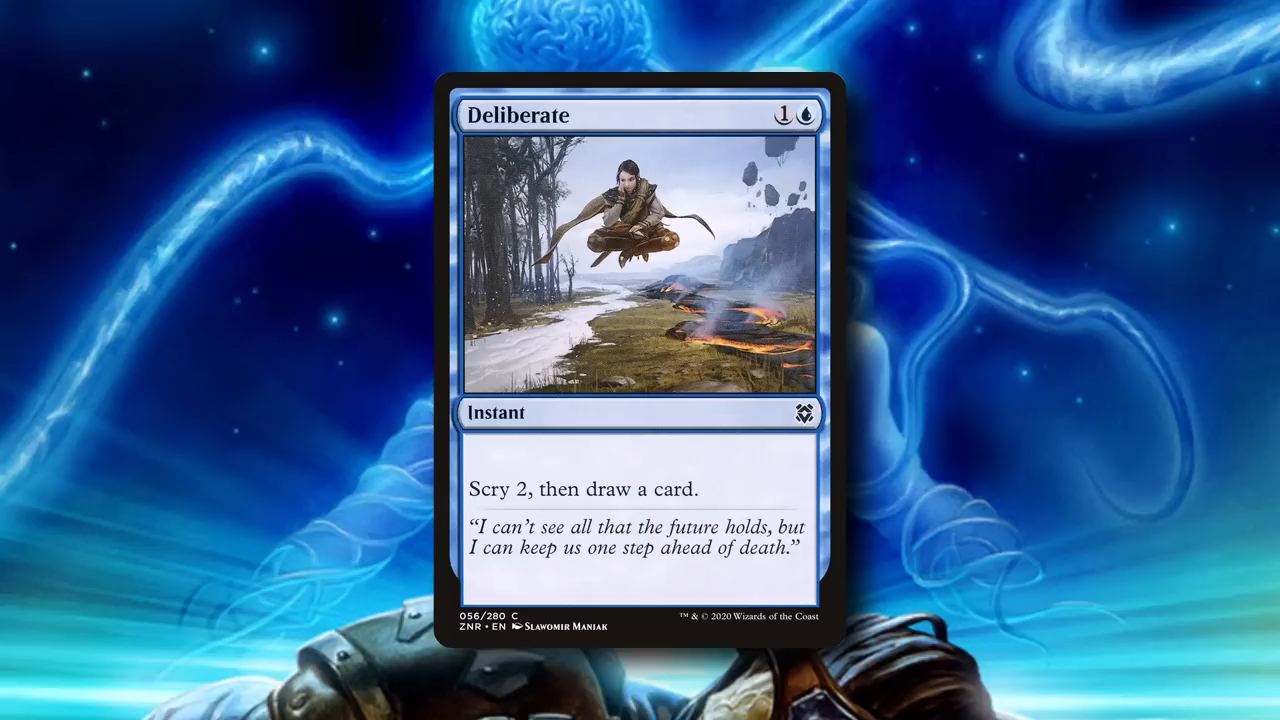 Deliberate 1
Instant
Scry 2, then draw a card.
“I can’t see all that the future holds, but
I can keep us one step ahead of death.”
056/280 C
ZNR • EN Slawomir Maniak
™ & © 2020 Wizards of the Coast